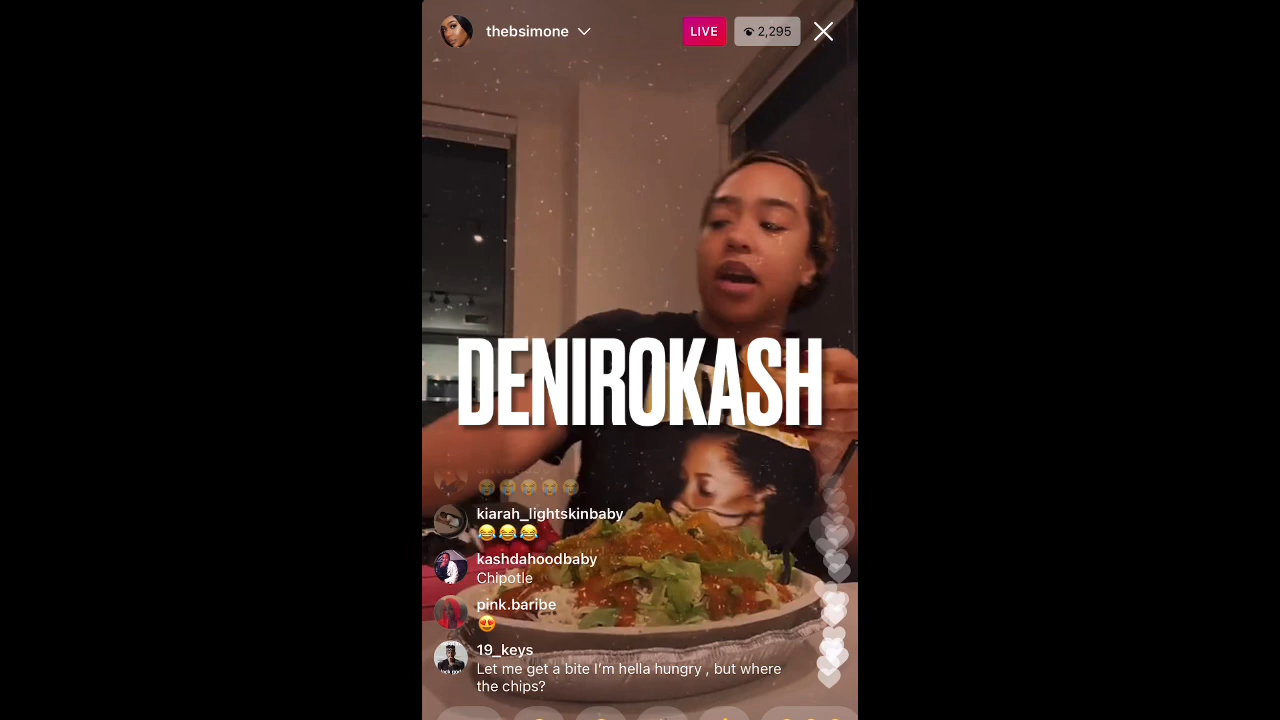 thebsimone
LIVE
2,295
DENIROKASH
😭😭😭😭😭
kiarah_lightskinbaby
😂😂😂
kashdahoodbaby
Chipotle
pink.baribe
😍
19_keys
Let me get a bite I'm hella hungry , but where
the chips?